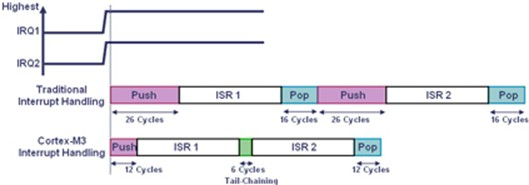 Highest
IRQ1
IRQ2
Traditional
Interrupt Handling
Push ISR 1 Pop Push ISR 2 Pop
26 Cycles 16 Cycles 26 Cycles 16 Cycles
Cortex-M3
Interrupt Handling
Push ISR 1 ISR 2 Pop
12 Cycles 6 Cycles 12 Cycles
Tail-Chaining